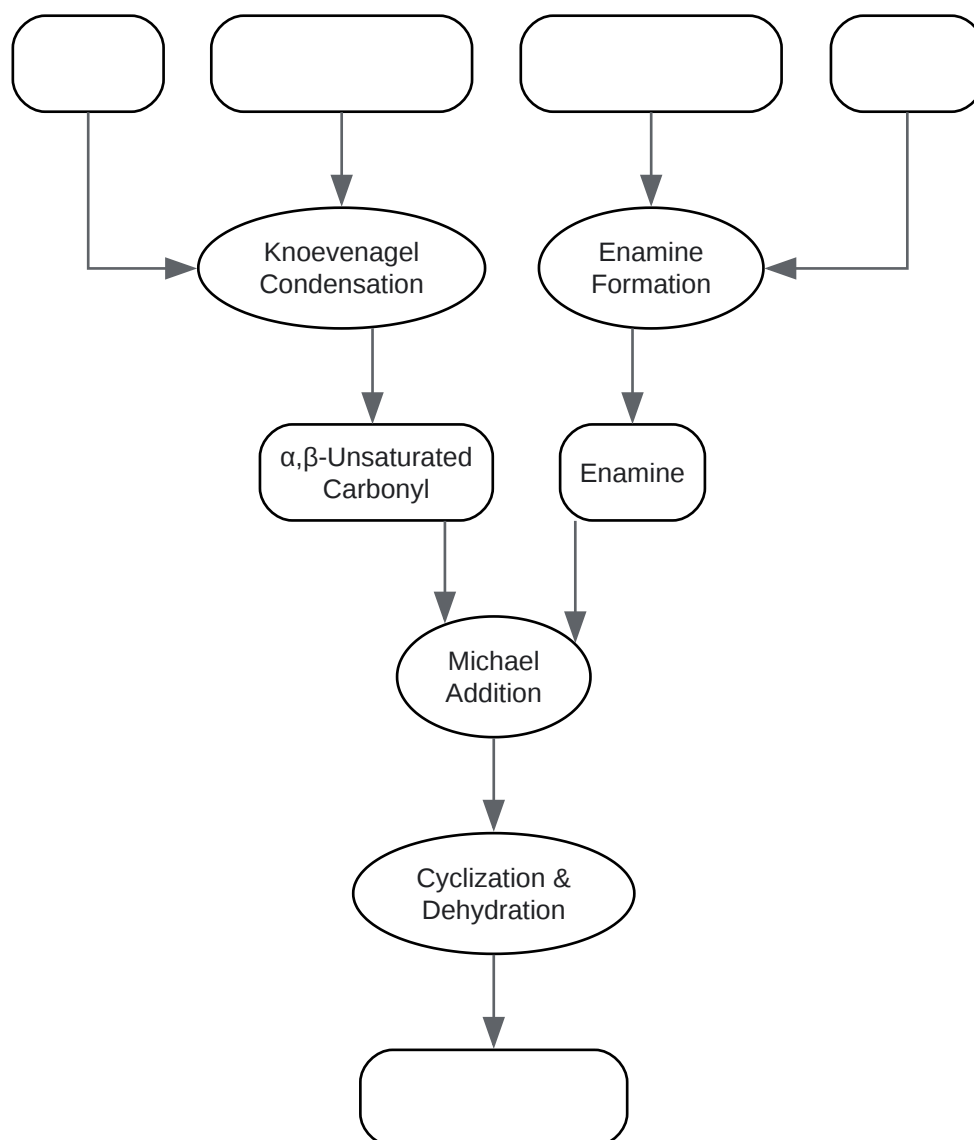 Knoevenagel
Condensation
Enamine
Formation
α,β-Unsaturated
Carbonyl
Enamine
Michael
Addition
Cyclization &
Dehydration